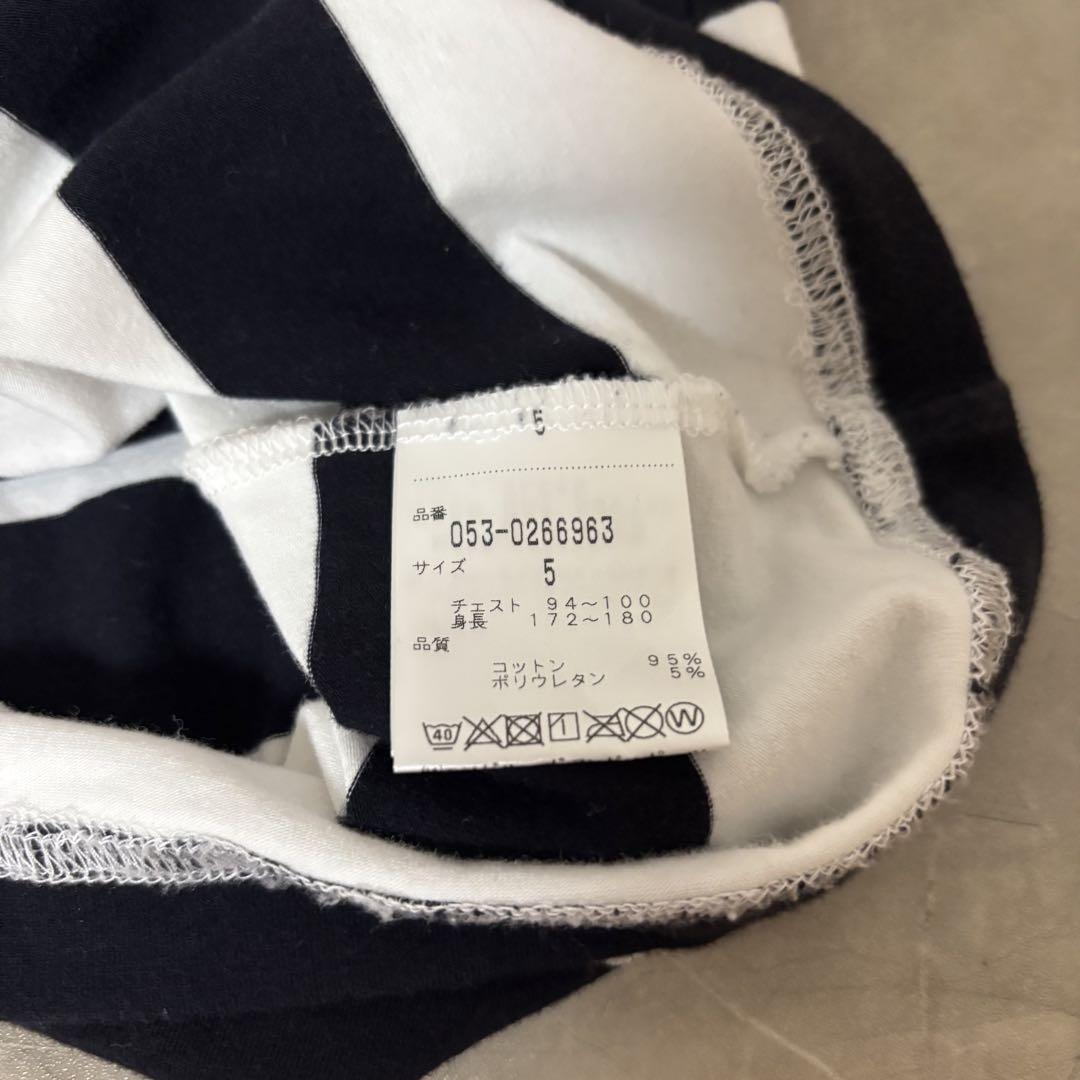 5
品番
053-0266963
サイズ
5
チェスト 94～100
身長 172～180
品質
コットン 95%
ポリウレタン 5%
40 1 W